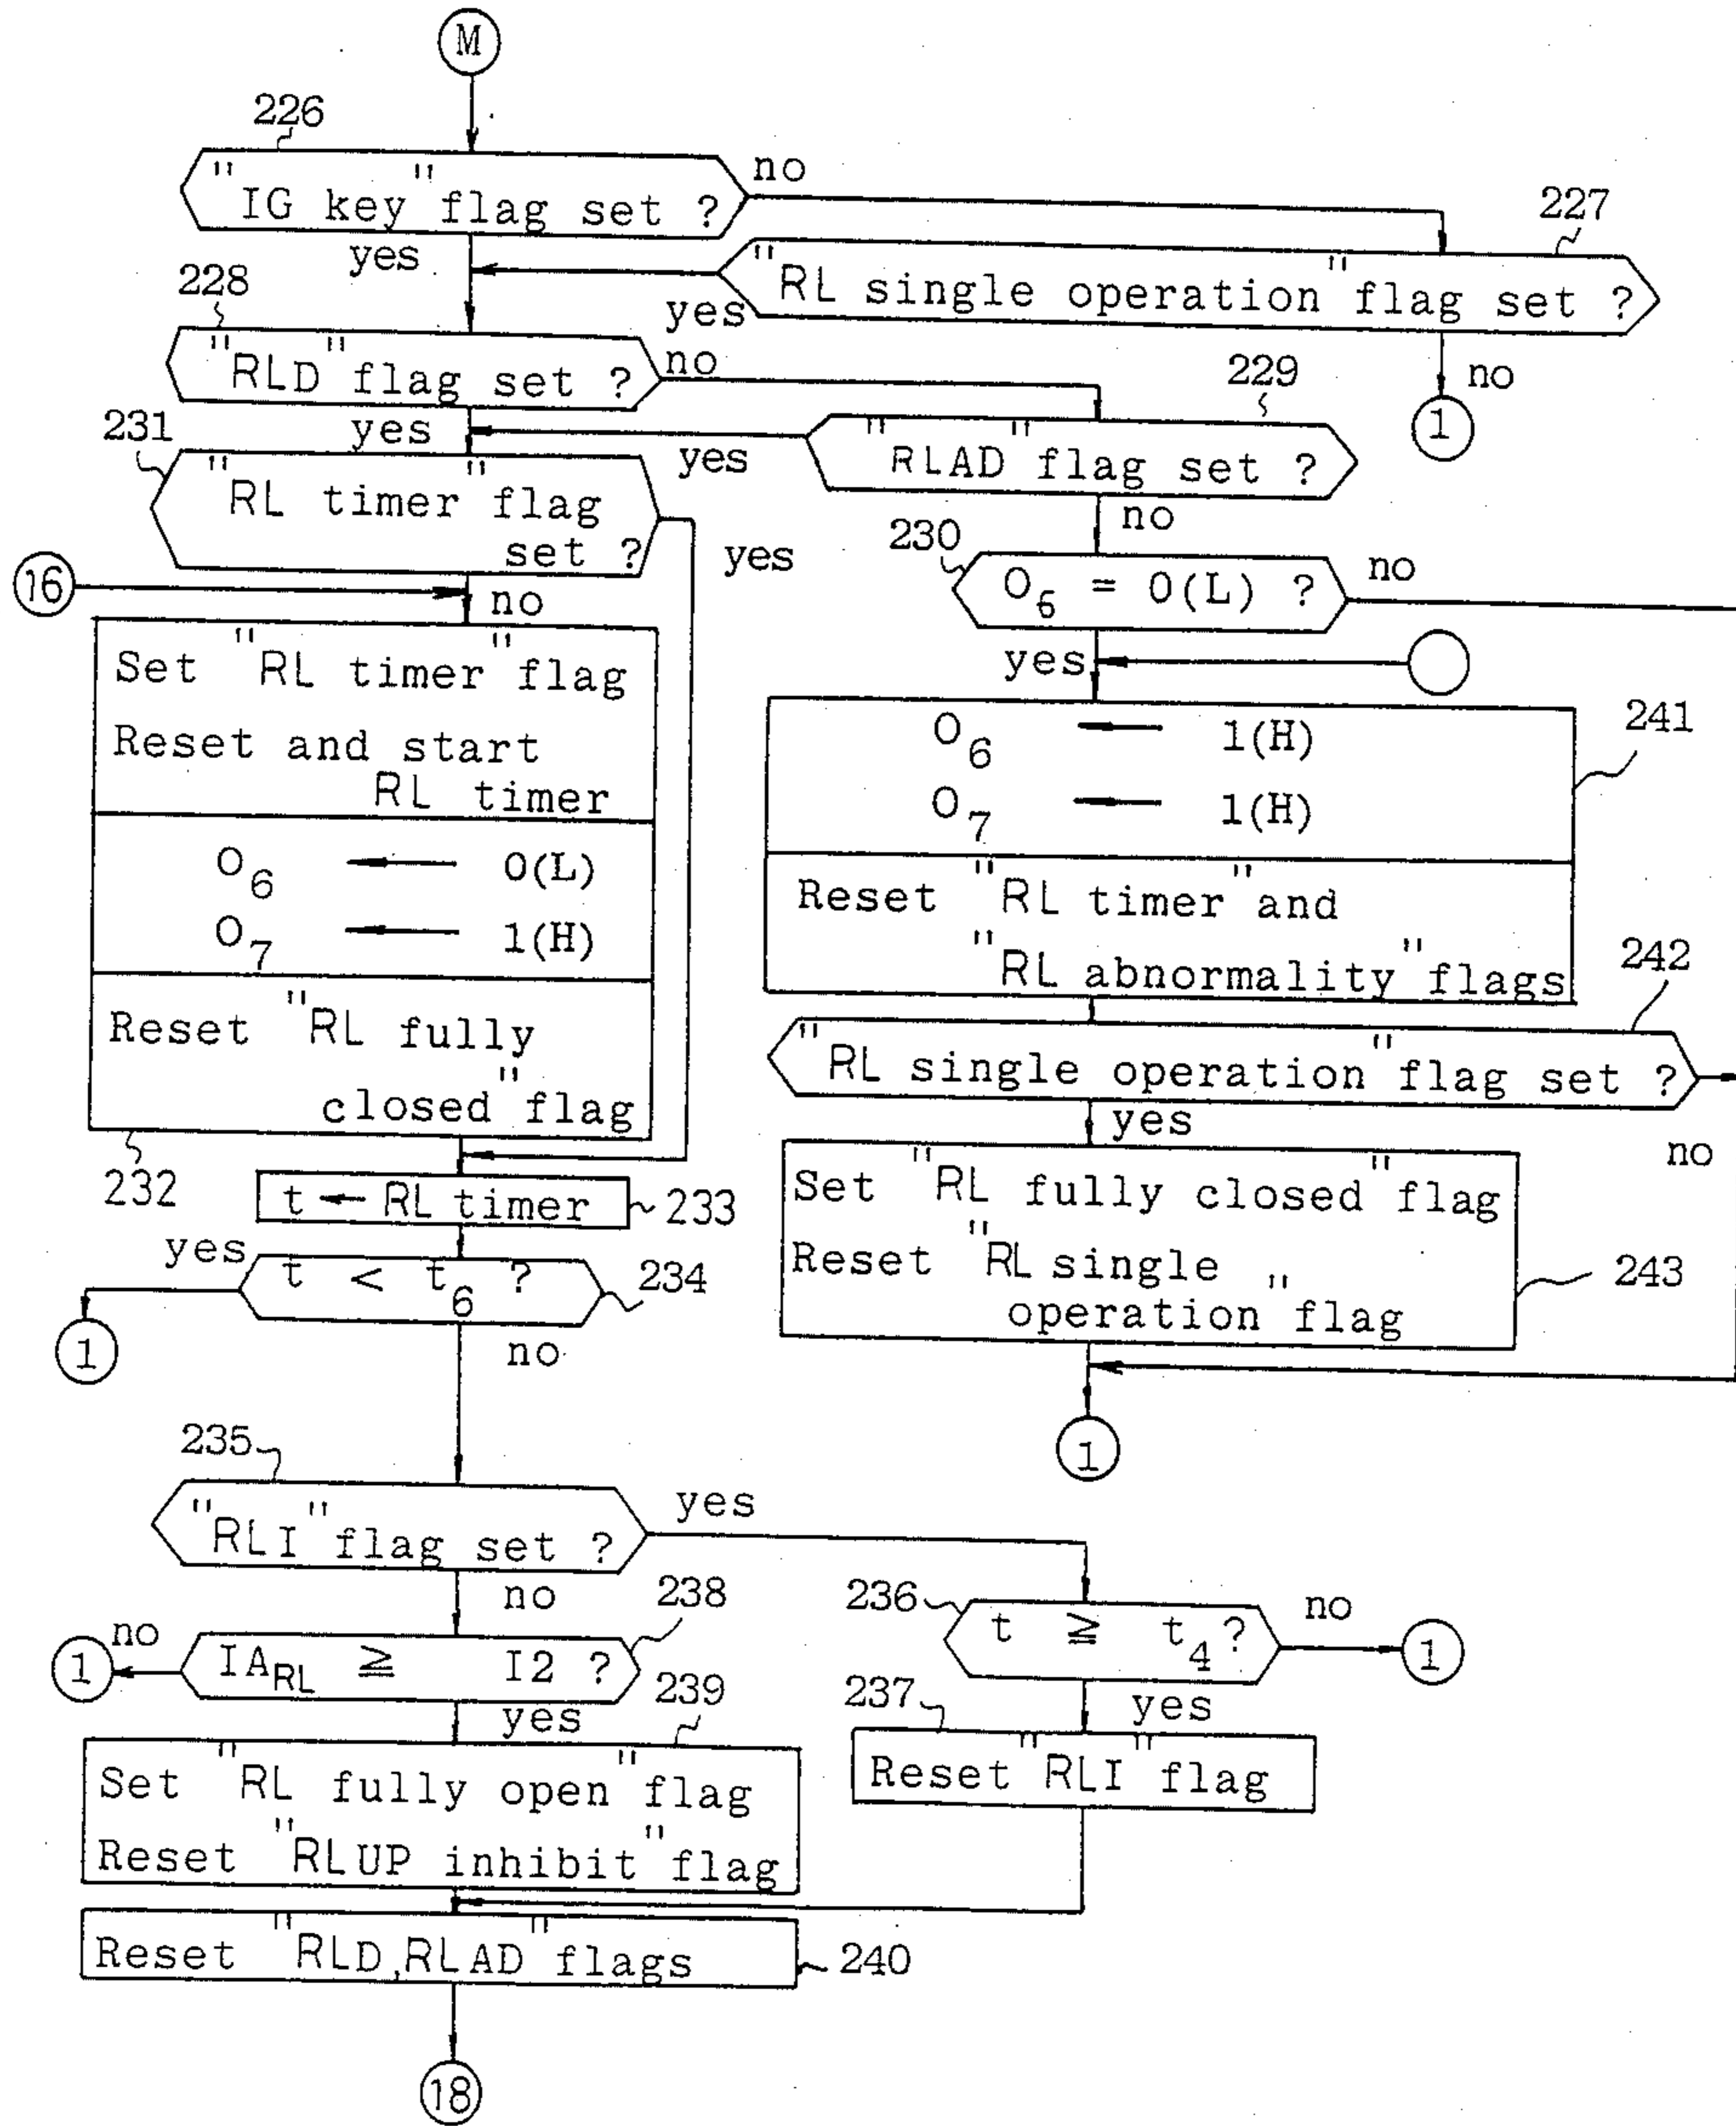 M
226
"IG key" flag set ?
no
yes
227
"RL single operation" flag set ?
yes
no
1
228
"RLD" flag set ?
no
yes
229
"RLAD" flag set ?
yes
no
231
"RL timer" flag
set ?
yes
no
16
230
O6 = 0(L) ?
no
yes
Set "RL timer" flag
Reset and start
RL timer
O6 ← 0(L)
O7 ← 1(H)
Reset "RL fully
closed" flag
232
241
O6 ← 1(H)
O7 ← 1(H)
Reset "RL timer" and
"RL abnormality" flags
242
"RL single operation" flag set ?
yes
no
Set "RL fully closed" flag
Reset "RL single
operation" flag
243
1
t ← RL timer
233
t < t6 ?
234
yes
1
no
235
"RLI" flag set ?
yes
no
236
t ≧ t4 ?
no
1
yes
237
Reset "RLI" flag
238
IARL ≧ I2 ?
no
1
yes
239
Set "RL fully open" flag
Reset "RLUP inhibit" flag
Reset "RLD, RLAD" flags
240
18